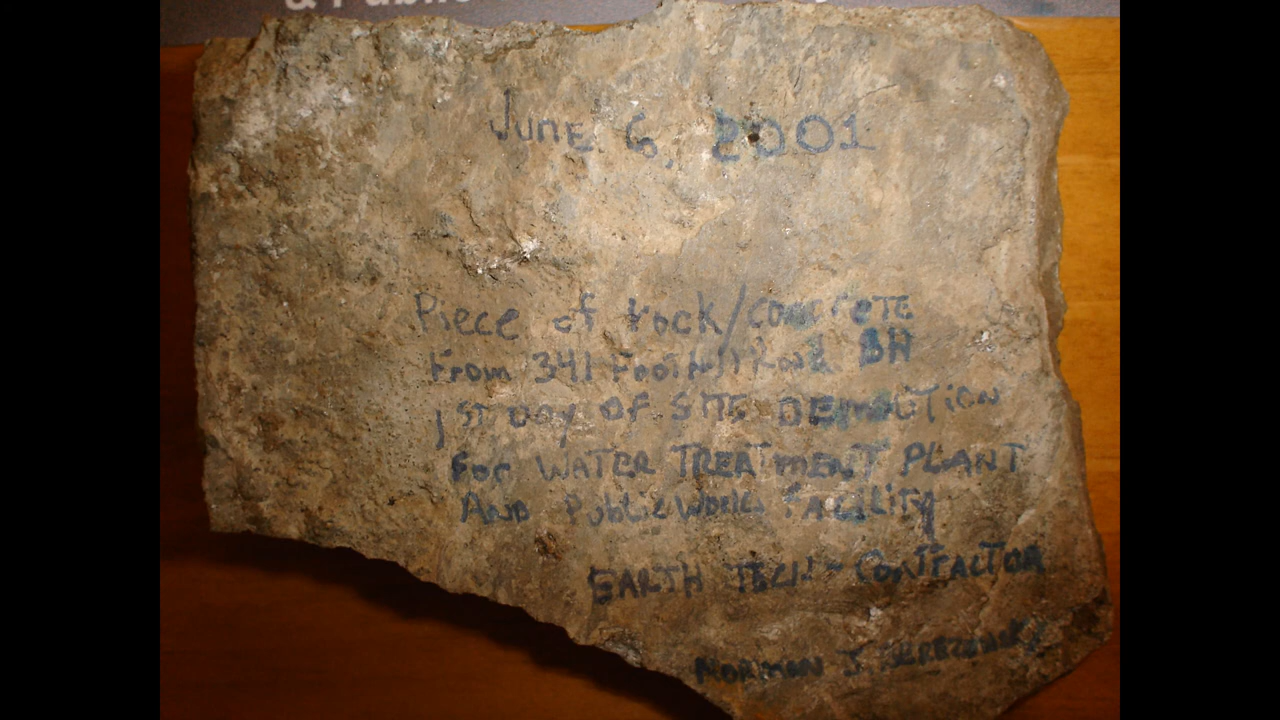 & Public
JUNE 6, 2001
Piece of rock/CONCrete
From 341 Foothill Road BH
1ST DAY OF SITE DEMOLITION
FOR WATER TREATMENT PLANT
AND Public Works FACILITY
EARTH TECH - CONTRACTOR
NORMAN J.